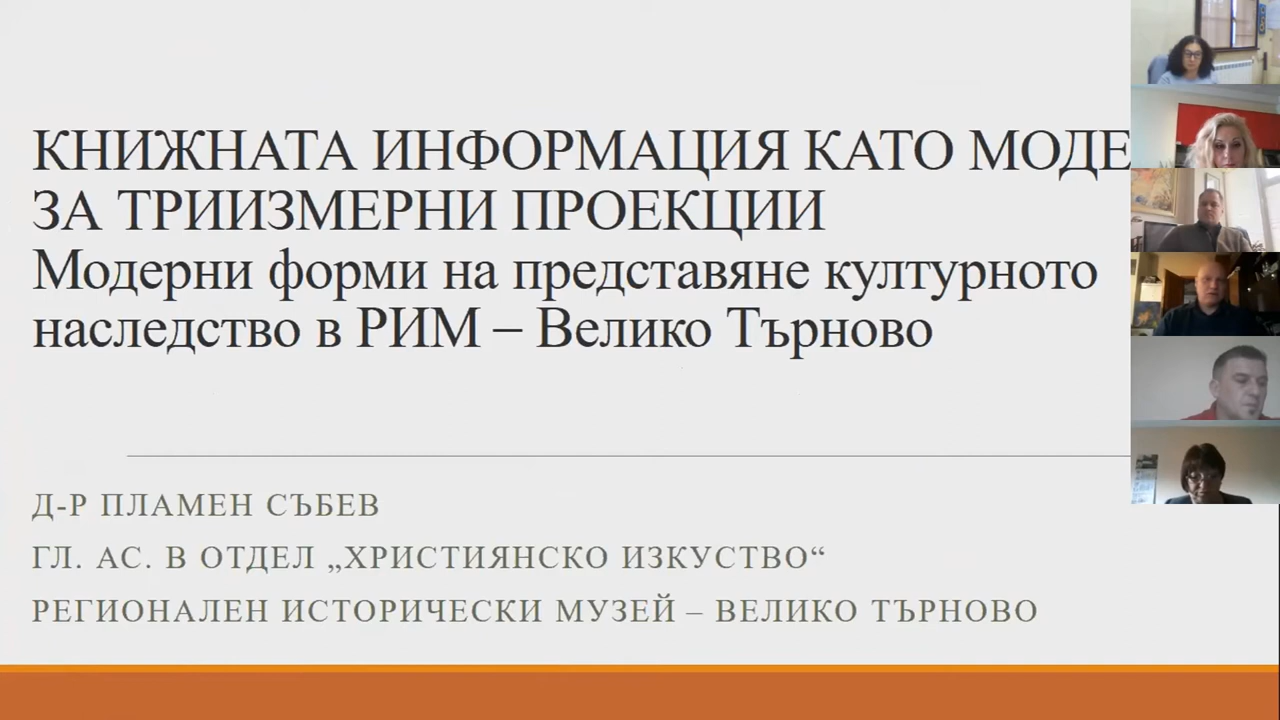 КНИЖНАТА ИНФОРМАЦИЯ КАТО МОДЕ
ЗА ТРИИЗМЕРНИ ПРОЕКЦИИ
Модерни форми на представяне културното
наследство в РИМ – Велико Търново
Д-Р ПЛАМЕН СЪБЕВ
ГЛ. АС. В ОТДЕЛ „ХРИСТИЯНСКО ИЗКУСТВО“
РЕГИОНАЛЕН ИСТОРИЧЕСКИ МУЗЕЙ – ВЕЛИКО ТЪРНОВО